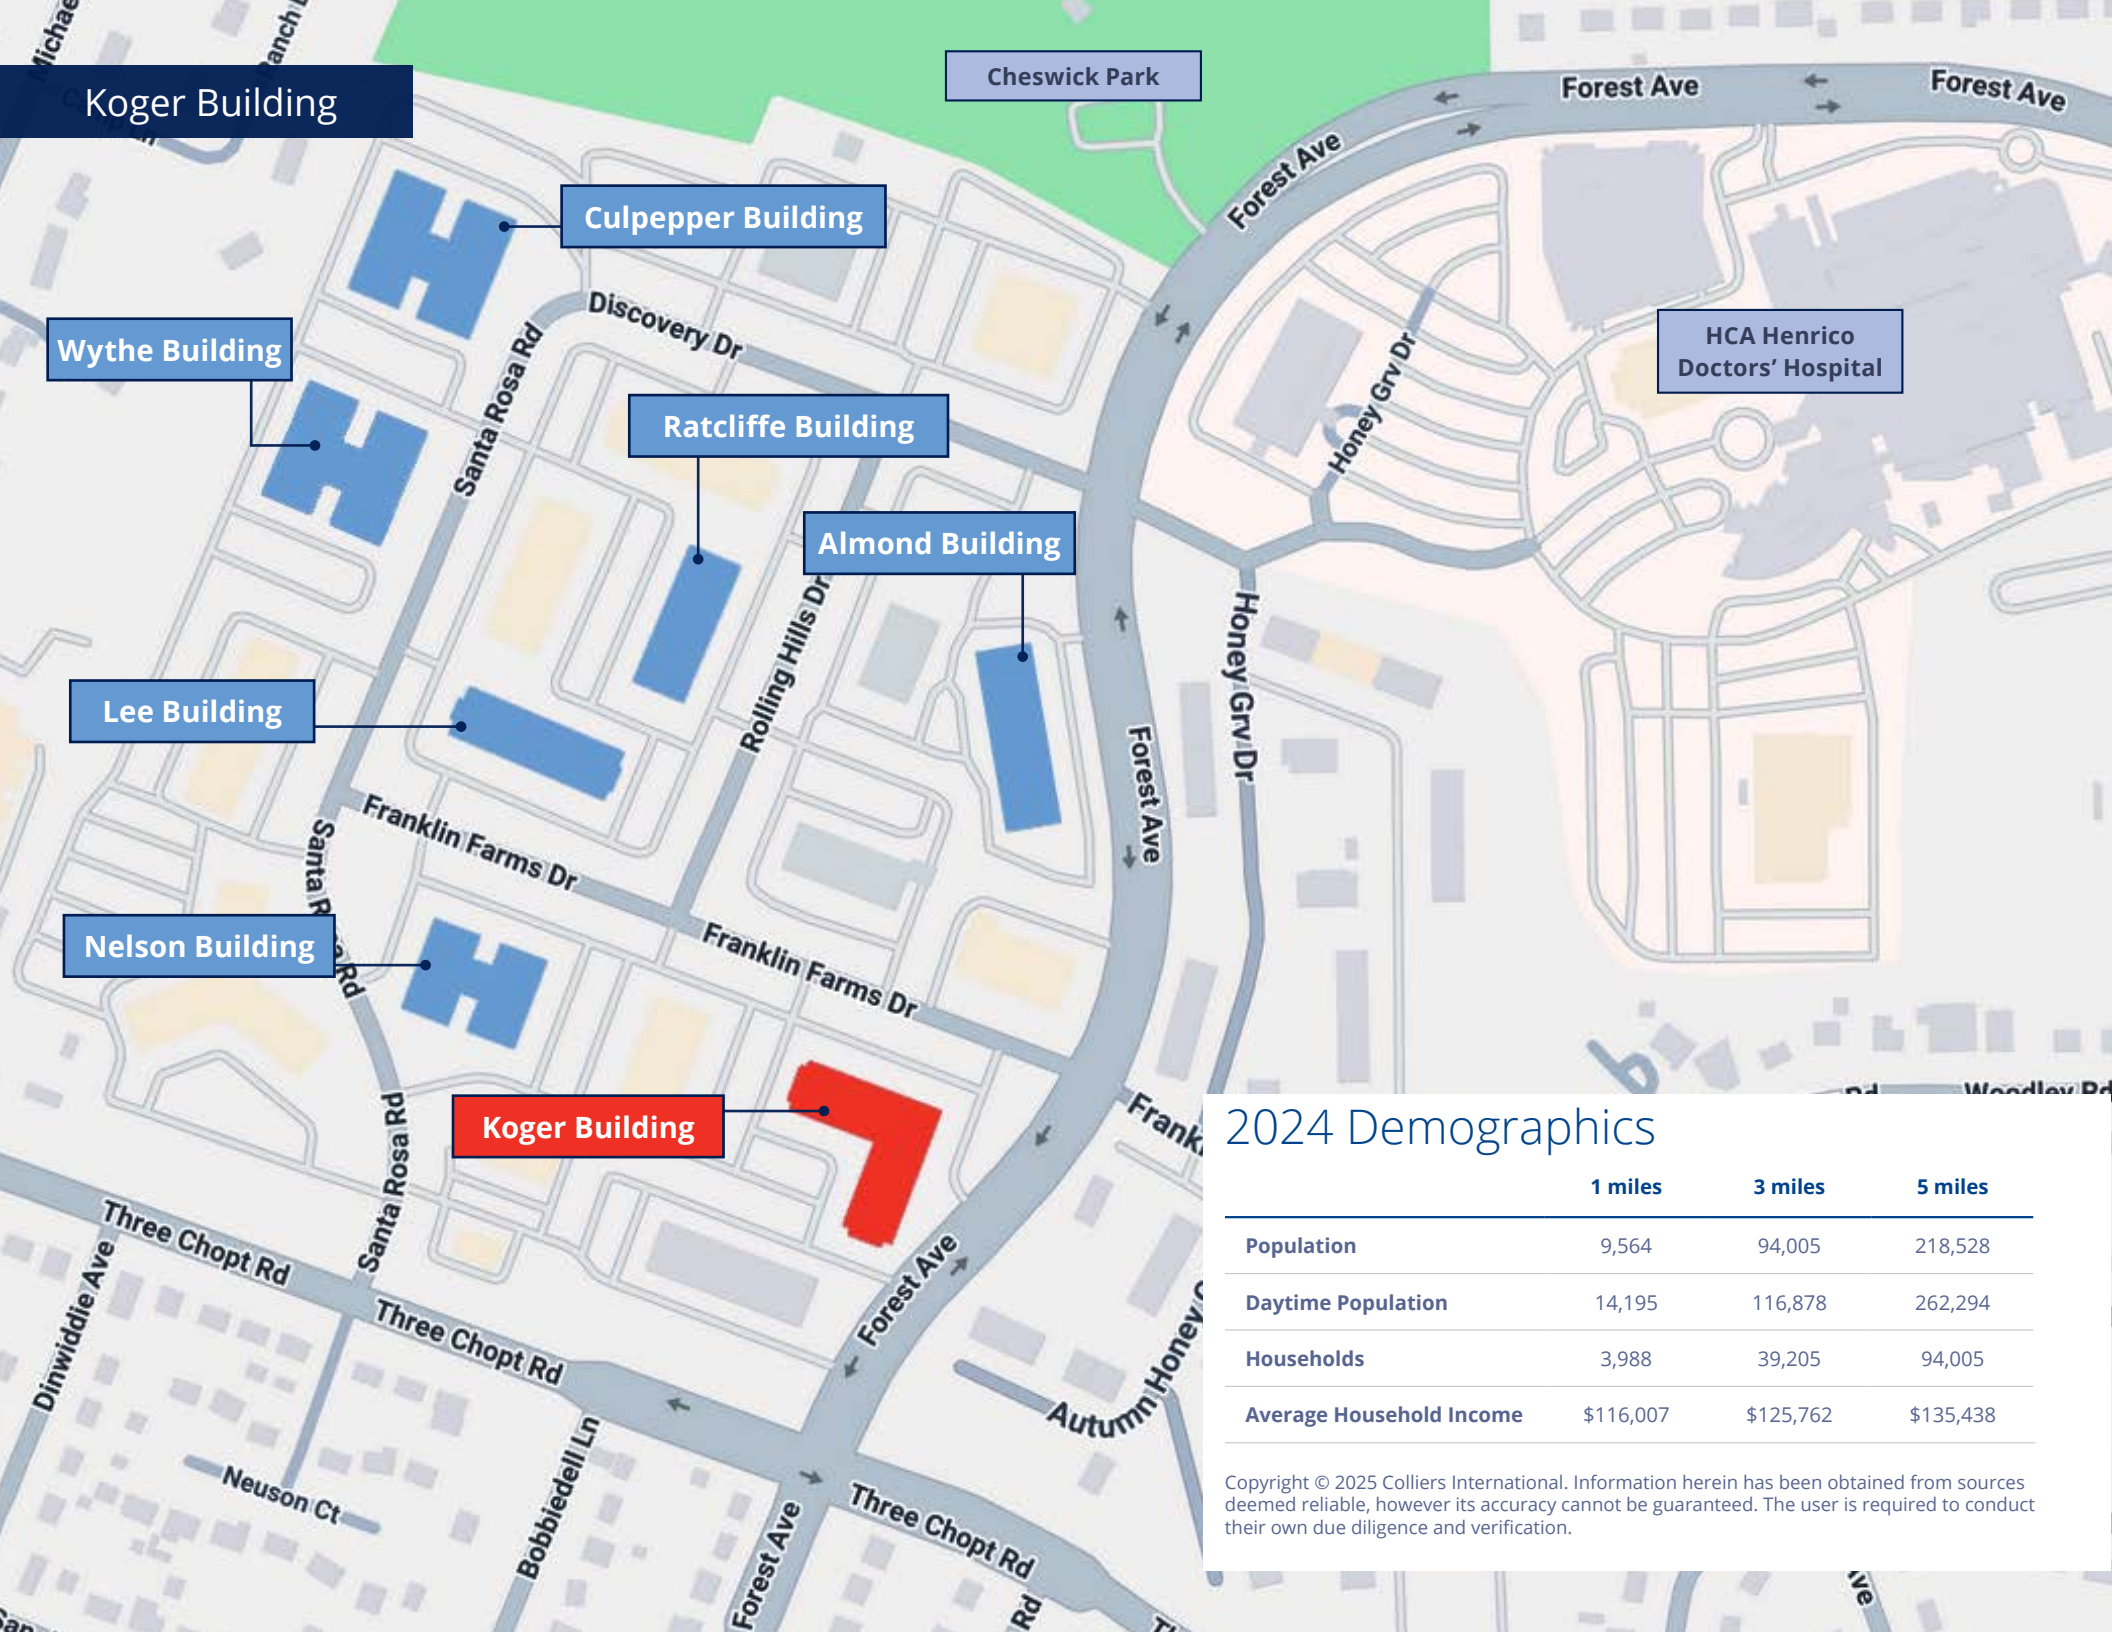 Koger Building
Cheswick Park
Forest Ave
Forest Ave
Forest Ave
Culpepper Building
Discovery Dr
Wythe Building
Santa Rosa Rd
HCA Henrico
Doctors’ Hospital
Honey Grv Dr
Ratcliffe Building
Almond Building
Rolling Hills Dr
Honey Grv Dr
Lee Building
Forest Ave
Franklin Farms Dr
Nelson Building
Franklin Farms Dr
Koger Building
Santa Rosa Rd
Woodley Rd
Three Chopt Rd
Dinwiddie Ave
Three Chopt Rd
Forest Ave
Neuson Ct
Bobbiedell Ln
Forest Ave
Three Chopt Rd
Rd
2024 Demographics
1 miles 3 miles 5 miles
Population 9,564 94,005 218,528
Daytime Population 14,195 116,878 262,294
Households 3,988 39,205 94,005
Average Household Income $116,007 $125,762 $135,438
Copyright © 2025 Colliers International. Information herein has been obtained from sources
deemed reliable, however its accuracy cannot be guaranteed. The user is required to conduct
their own due diligence and verification.